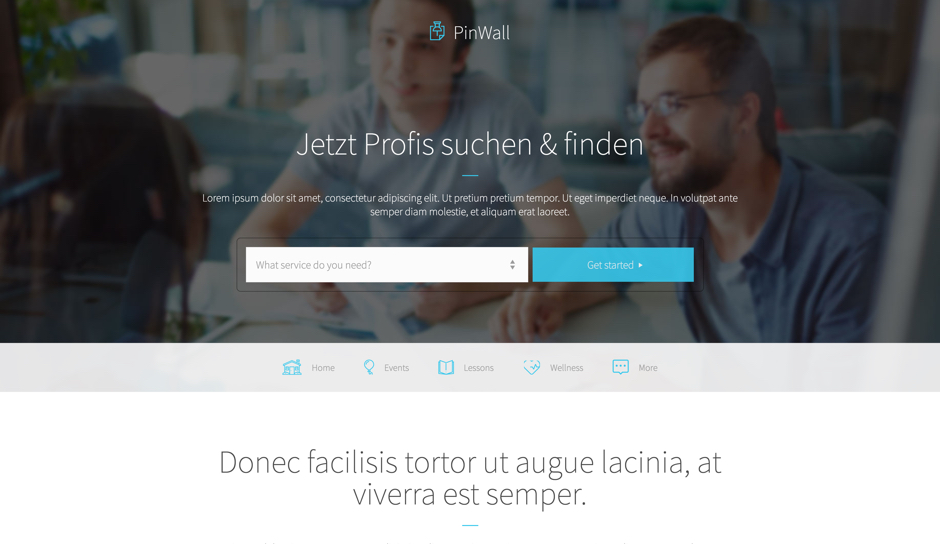 PinWall
Jetzt Profis suchen & finden
Lorem ipsum dolor sit amet, consectetur adipiscing elit. Ut pretium pretium tempor. Ut eget imperdiet neque. In volutpat ante
semper diam molestie, et aliquam erat laoreet.
What service do you need?
Get started
Home
Events
Lessons
Wellness
More
Donec facilisis tortor ut augue lacinia, at
viverra est semper.